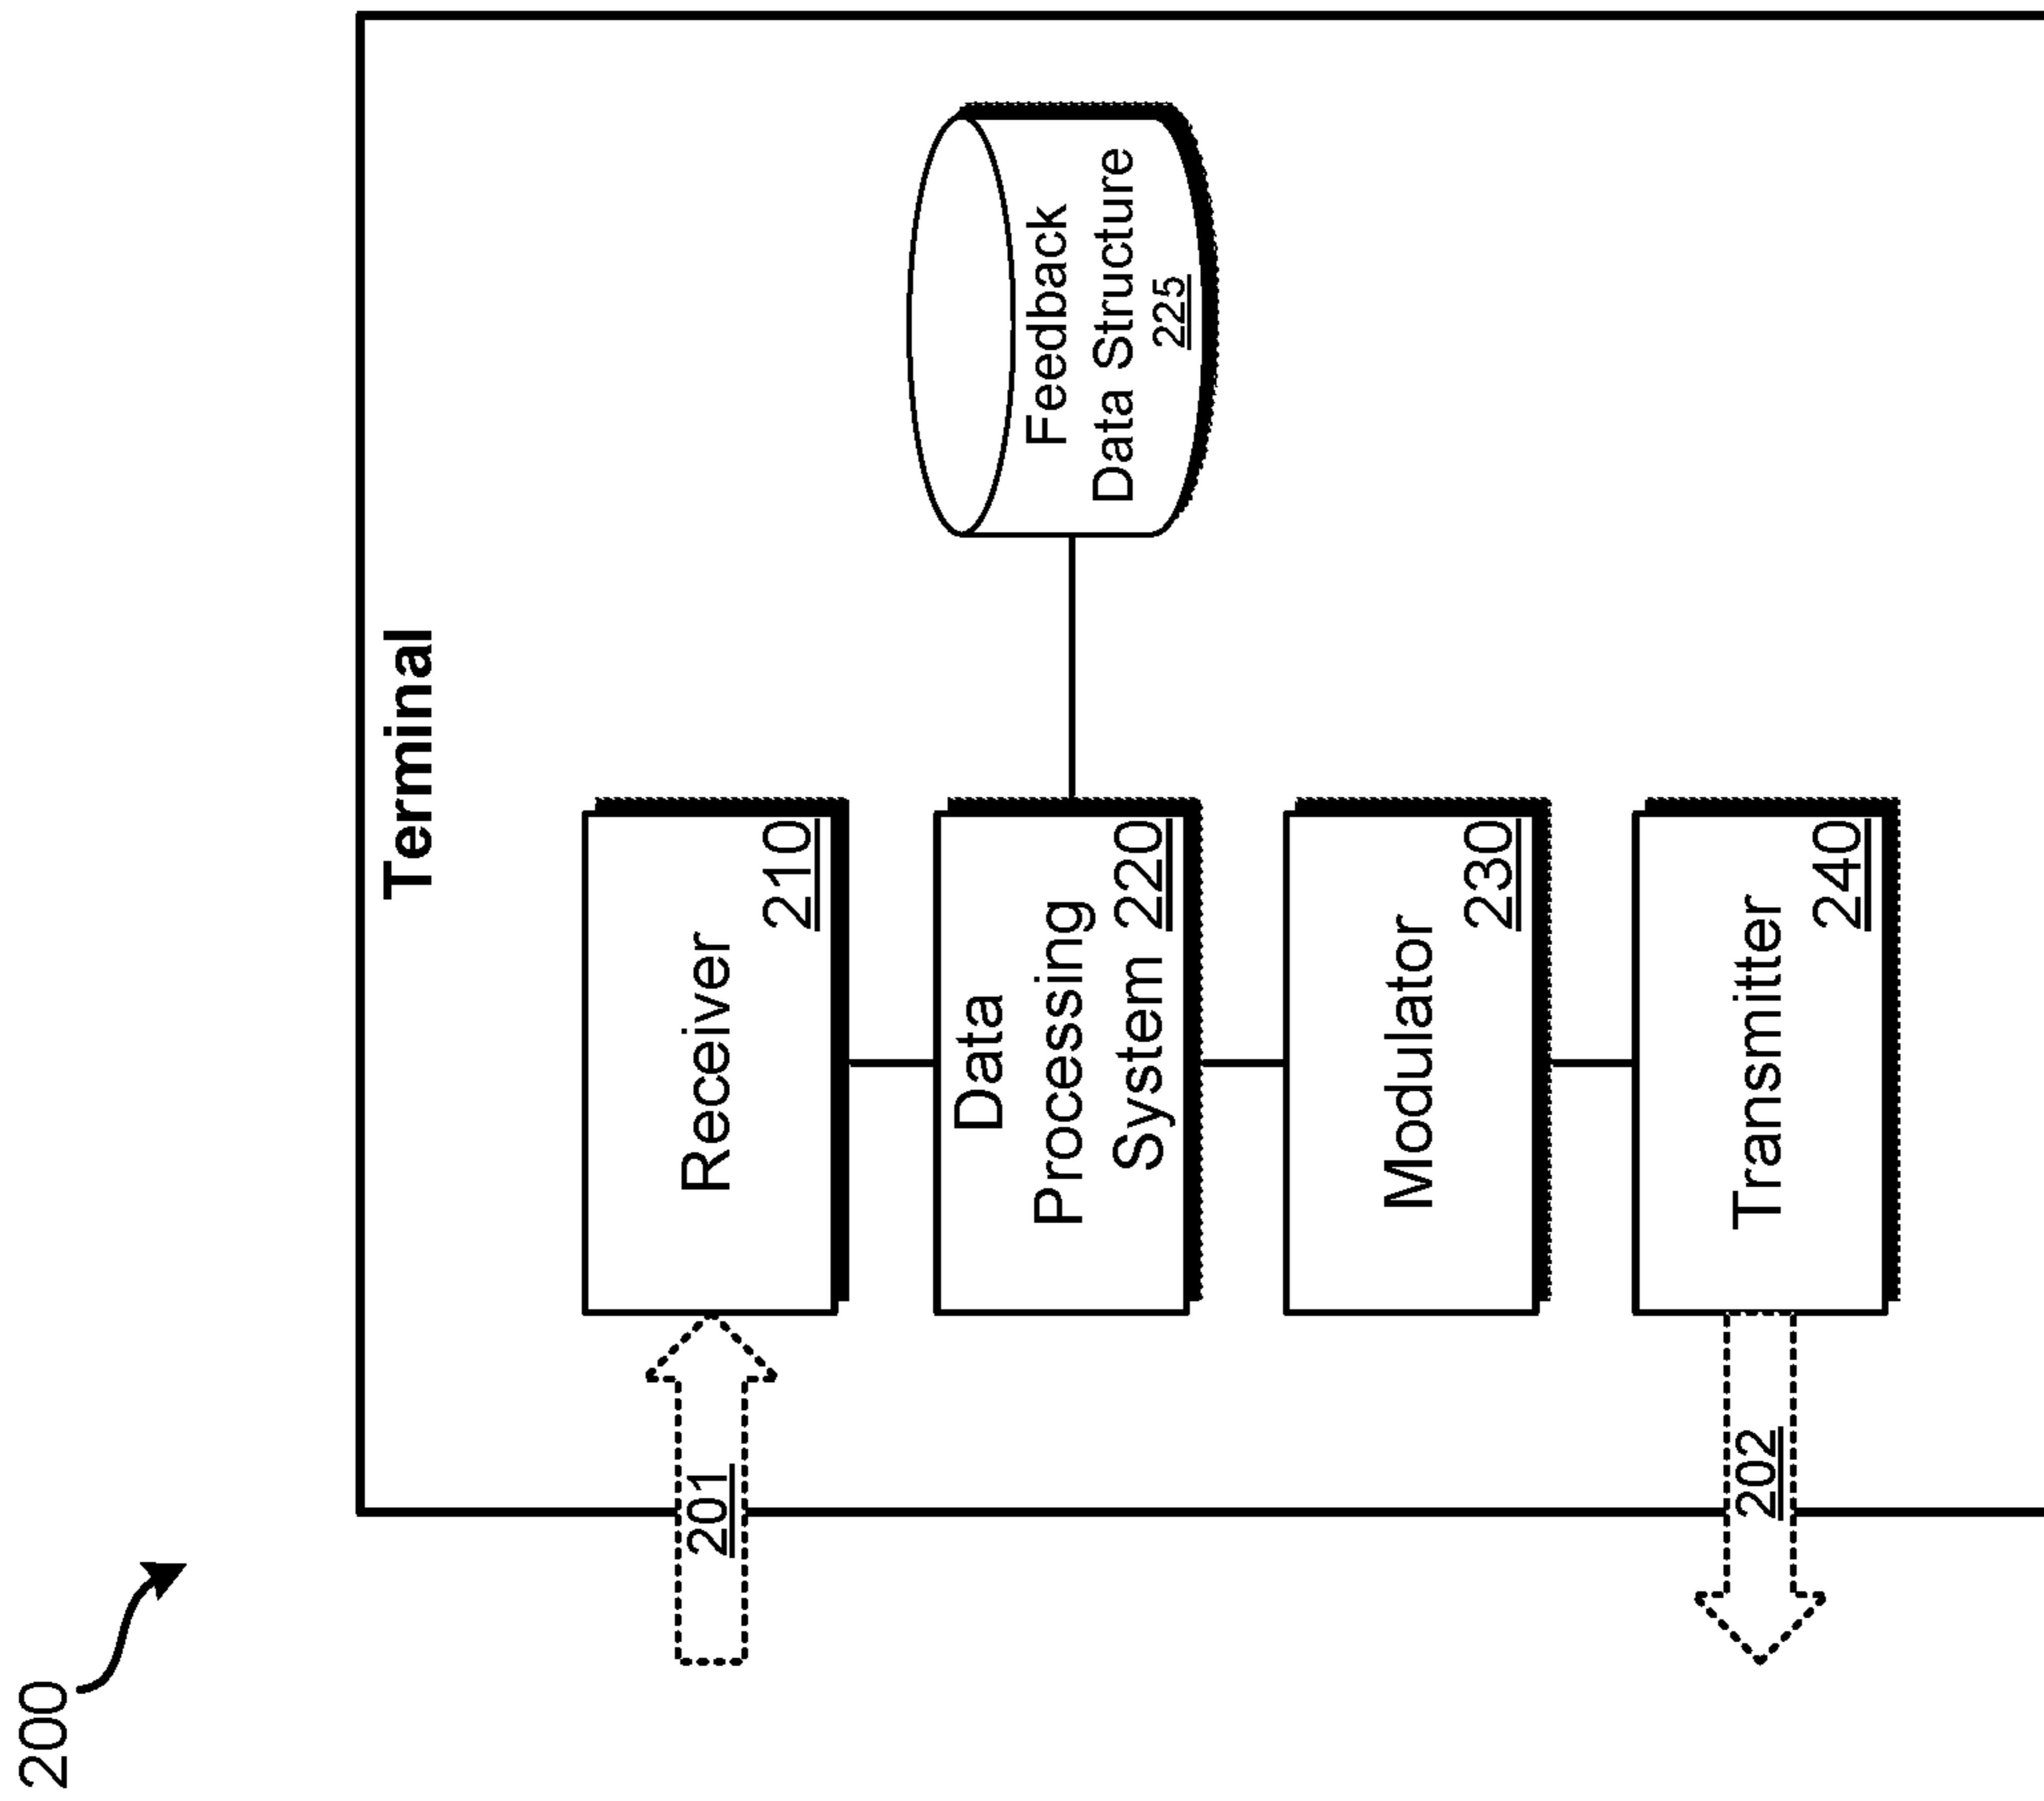 200
Terminal
201
Receiver
210
Data
Processing
System 220
Feedback
Data Structure
225
Modulator
230
Transmitter
240
202